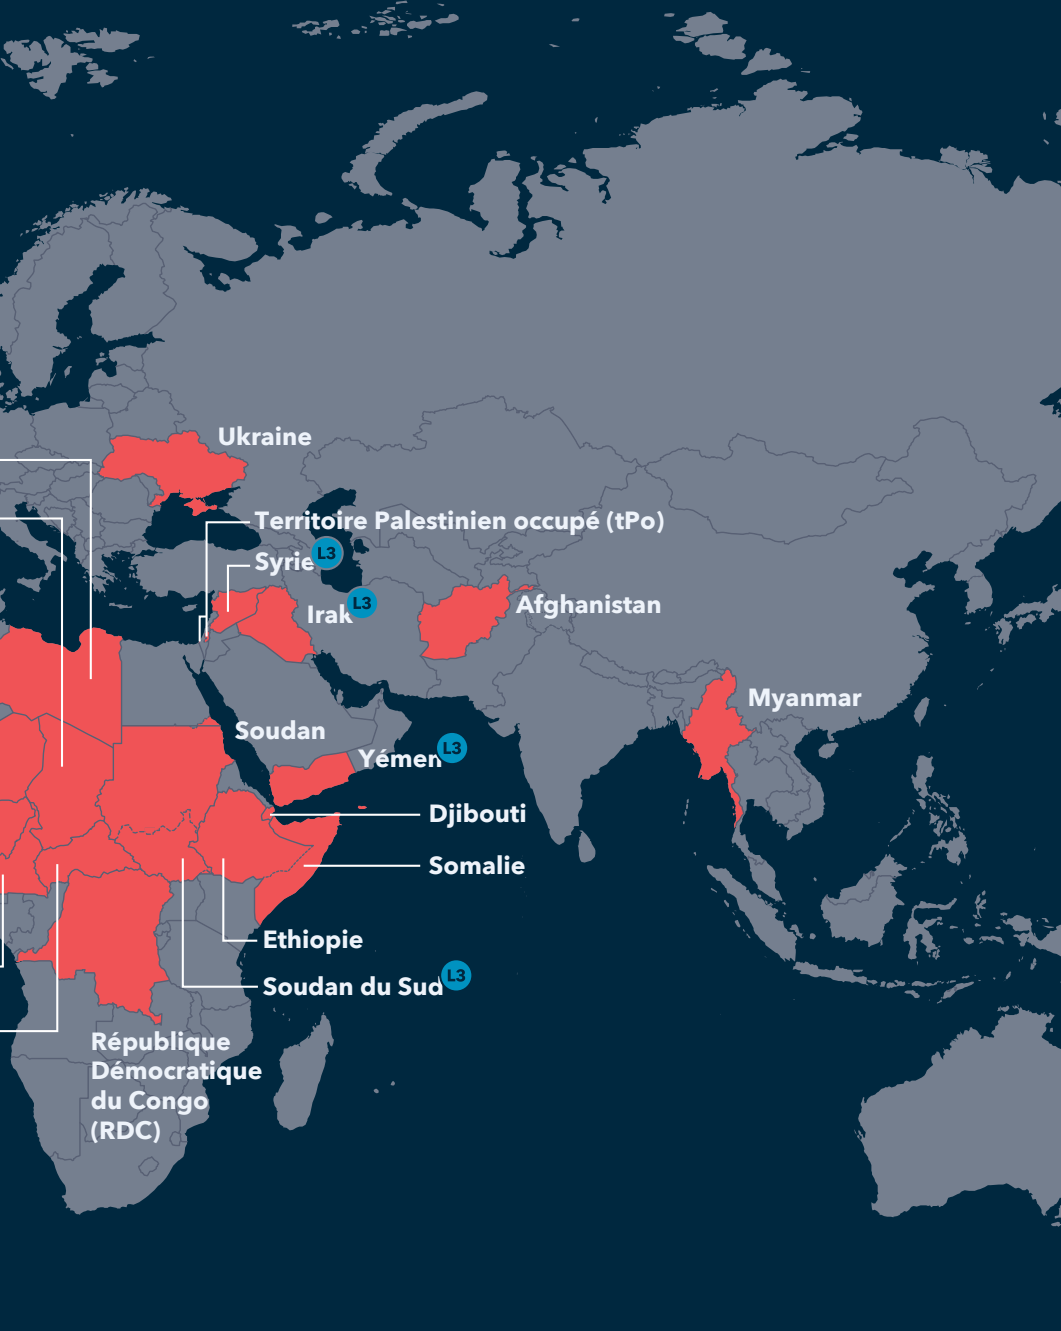 Ukraine
Territoire Palestinien occupé (tPo)
Syrie L3
Irak L3
Afghanistan
Myanmar
Soudan
Yémen L3
Djibouti
Somalie
Ethiopie
Soudan du Sud L3
République
Démocratique
du Congo
(RDC)